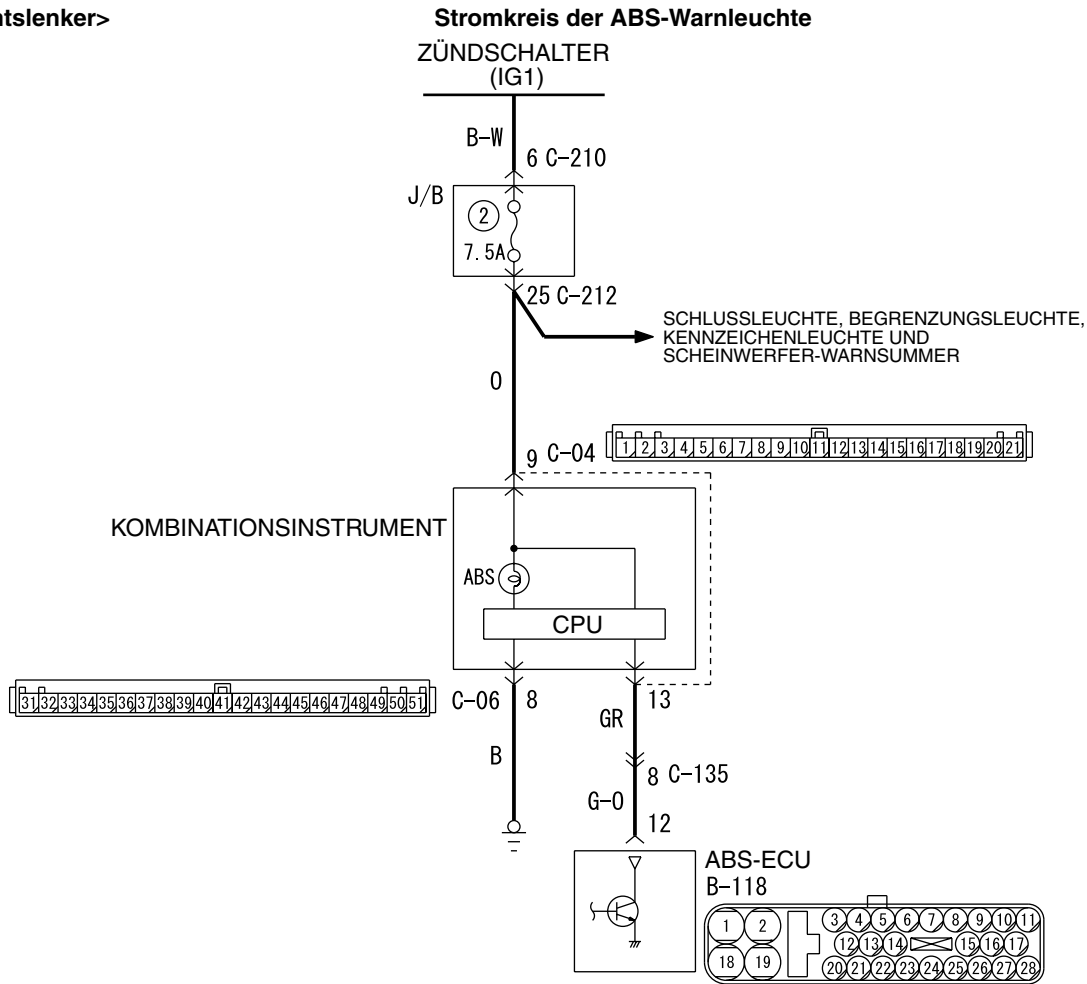 ntslenker>
Stromkreis der ABS-Warnleuchte
ZÜNDSCHALTER
(IG1)
B-W
6 C-210
J/B
2
7.5A
25 C-212
SCHLUSSLEUCHTE, BEGRENZUNGSLEUCHTE,
KENNZEICHENLEUCHTE UND
SCHEINWERFER-WARNSUMMER
O
9 C-04
1 2 3 4 5 6 7 8 9 10 11 12 13 14 15 16 17 18 19 20 21
KOMBINATIONSINSTRUMENT
ABS
CPU
31 32 33 34 35 36 37 38 39 40 41 42 43 44 45 46 47 48 49 50 51
C-06 8
13
GR
B
8 C-135
G-O
12
ABS-ECU
B-118
1 2 3 4 5 6 7 8 9 10 11
12 13 14 15 16 17
18 19 20 21 22 23 24 25 26 27 28